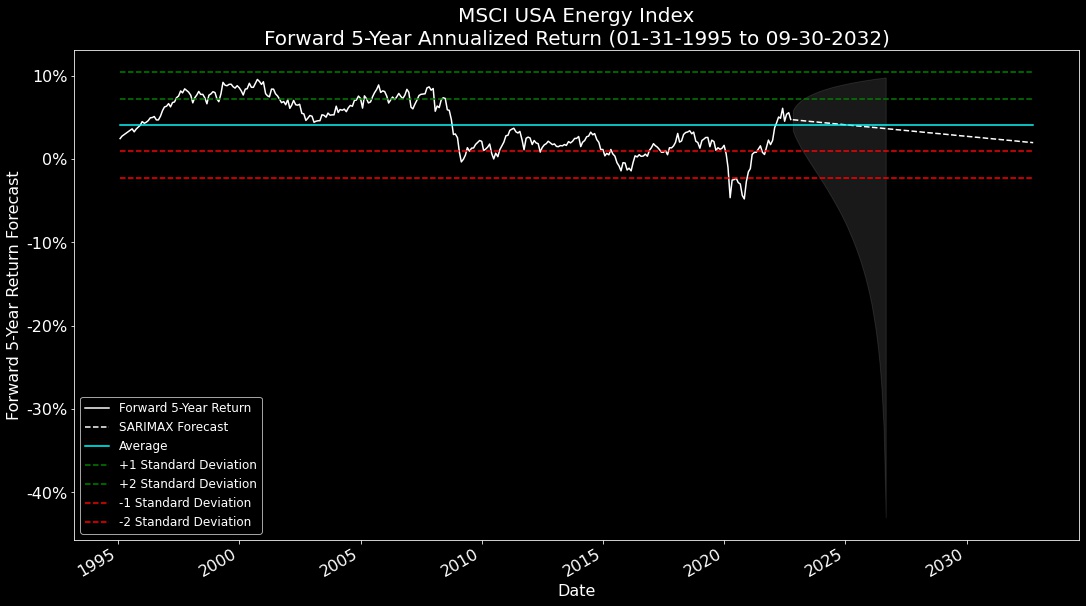 MSCI USA Energy Index
Forward 5-Year Annualized Return (01-31-1995 to 09-30-2032)
Forward 5-Year Return Forecast
10%
0%
-10%
-20%
-30%
-40%
Forward 5-Year Return
SARIMAX Forecast
Average
+1 Standard Deviation
+2 Standard Deviation
-1 Standard Deviation
-2 Standard Deviation
1995
2000
2005
2010
2015
2020
2025
2030
Date